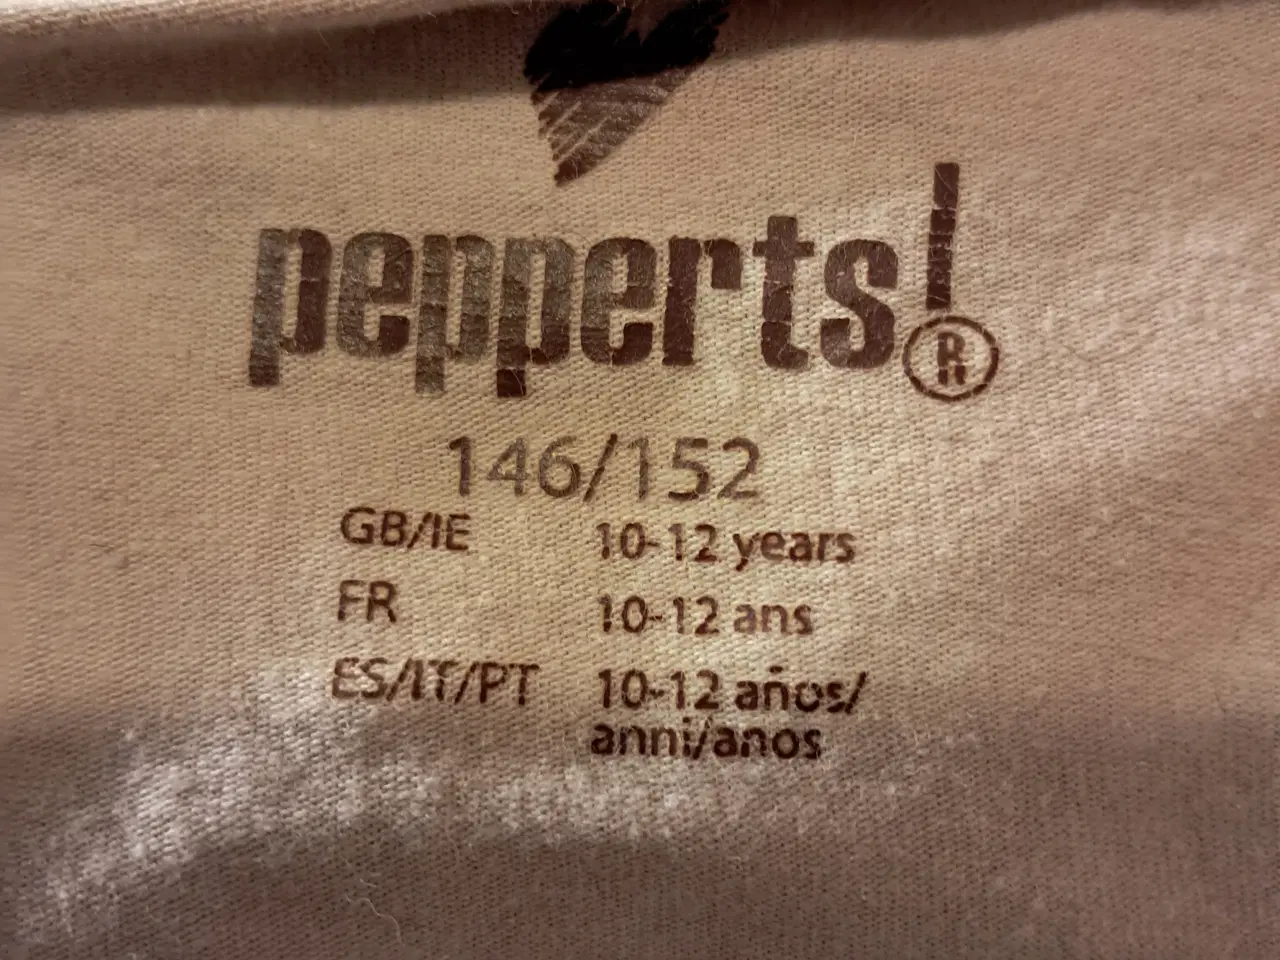 pepperts!®
146/152
GB/IE 10-12 years
FR 10-12 ans
ES/IT/PT 10-12 años/
anni/anos